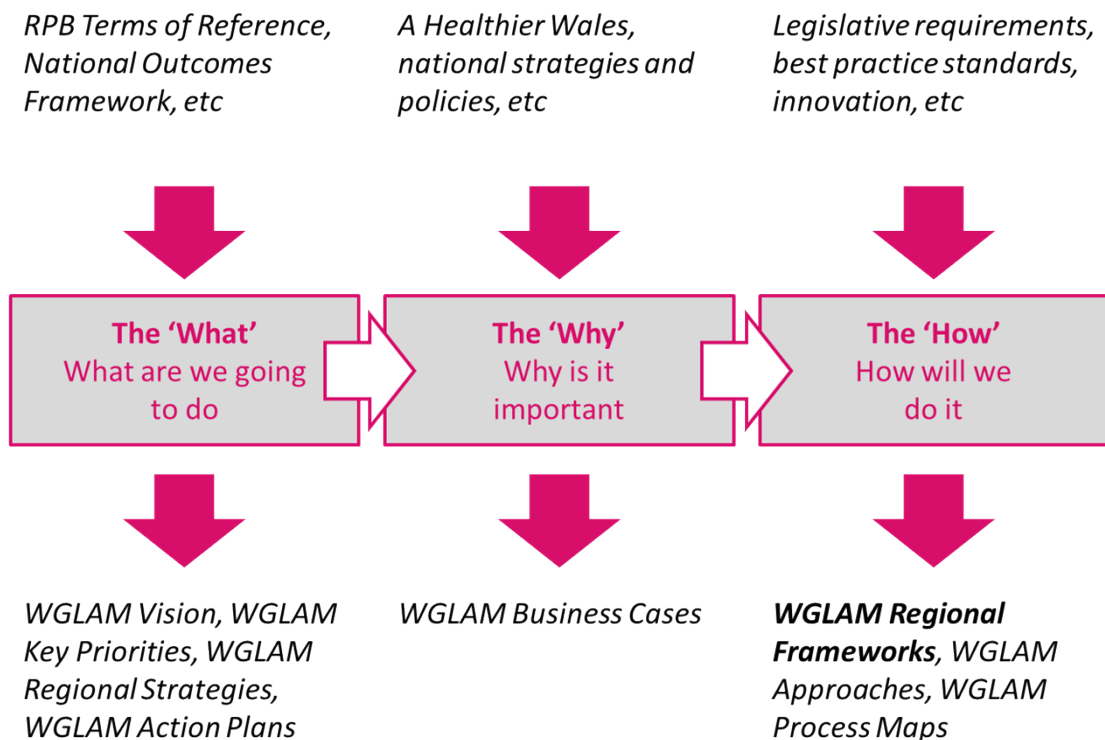 RPB Terms of Reference,
National Outcomes
Framework, etc
A Healthier Wales,
national strategies and
policies, etc
Legislative requirements,
best practice standards,
innovation, etc
The ‘What’
What are we going
to do
The ‘Why’
Why is it
important
The ‘How’
How will we
do it
WGLAM Vision, WGLAM
Key Priorities, WGLAM
Regional Strategies,
WGLAM Action Plans
WGLAM Business Cases
WGLAM Regional
Frameworks, WGLAM
Approaches, WGLAM
Process Maps